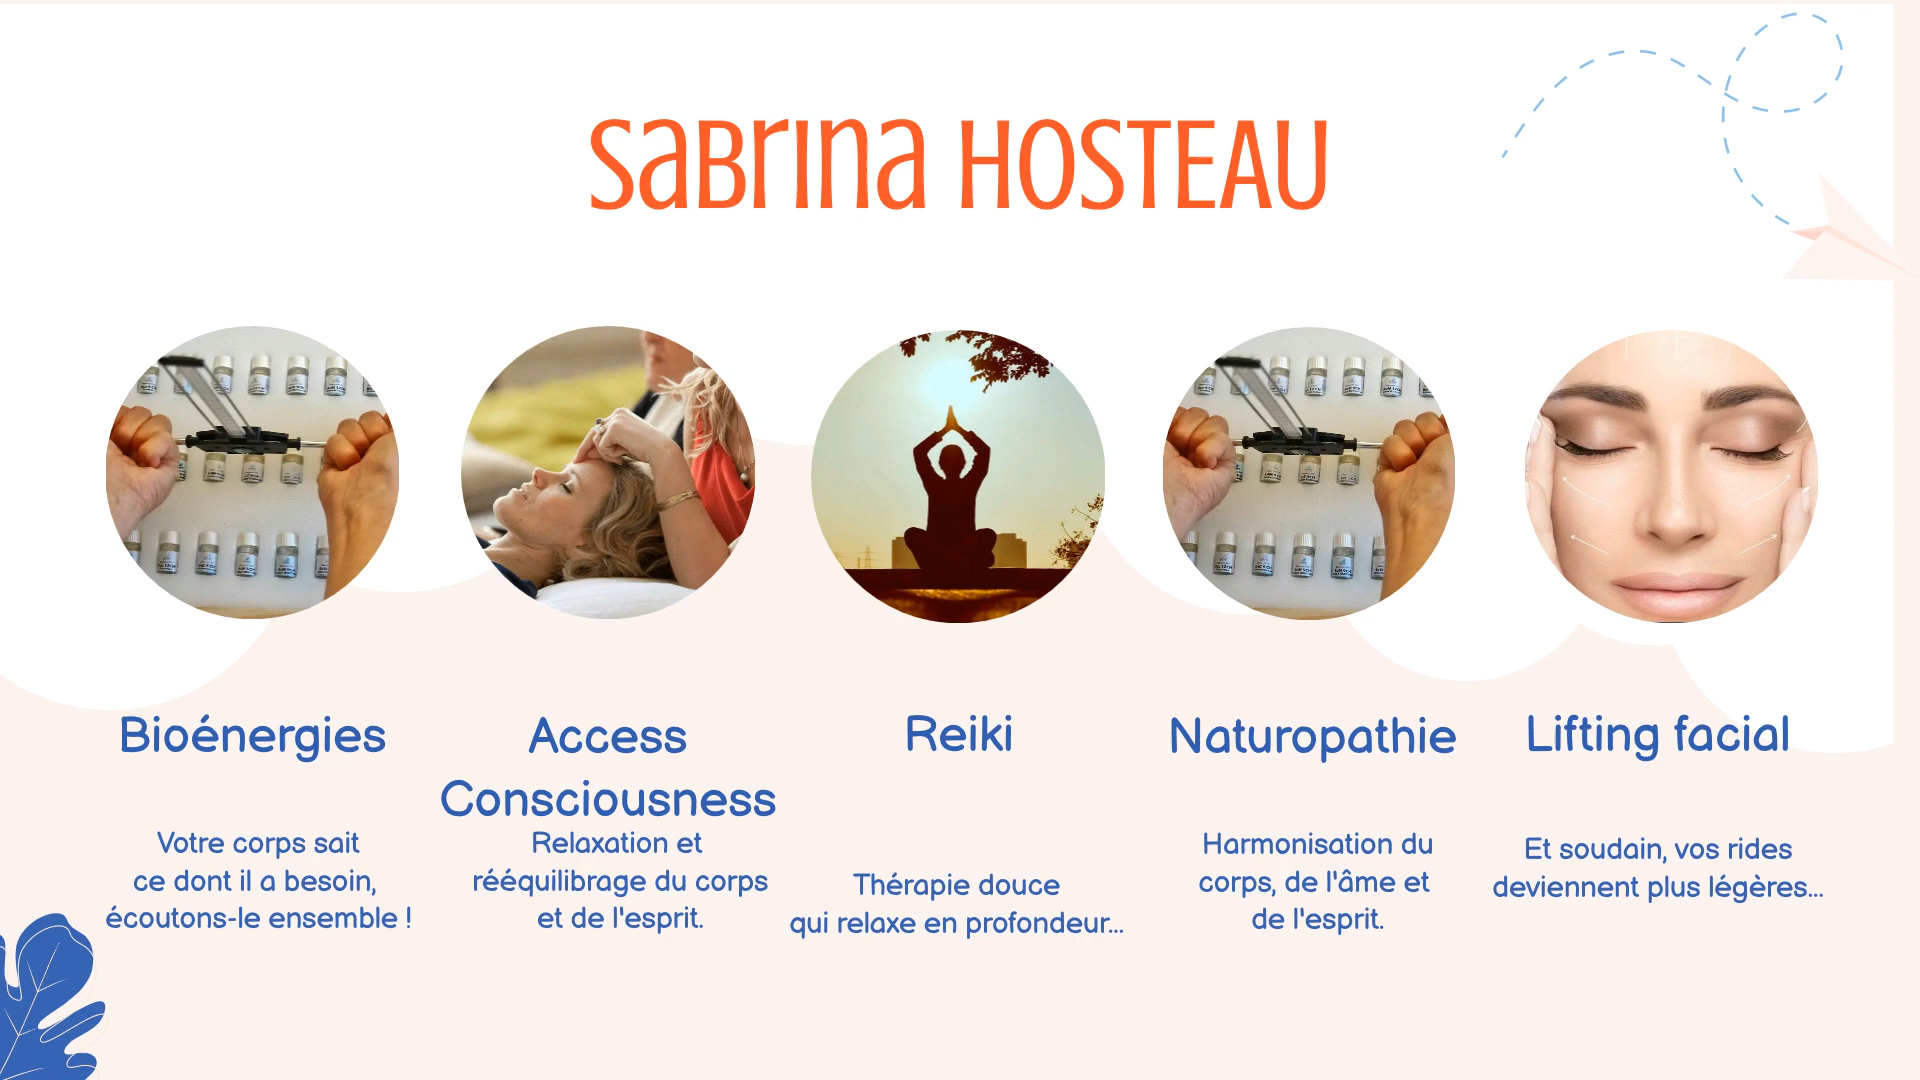 Sabrina HOSTEAU
Bioénergies
Votre corps sait
ce dont il a besoin,
écoutons-le ensemble !
Access
Consciousness
Relaxation et
rééquilibrage du corps
et de l'esprit.
Reiki
Thérapie douce
qui relaxe en profondeur...
Naturopathie
Harmonisation du
corps, de l'âme et
de l'esprit.
Lifting facial
Et soudain, vos rides
deviennent plus légères...